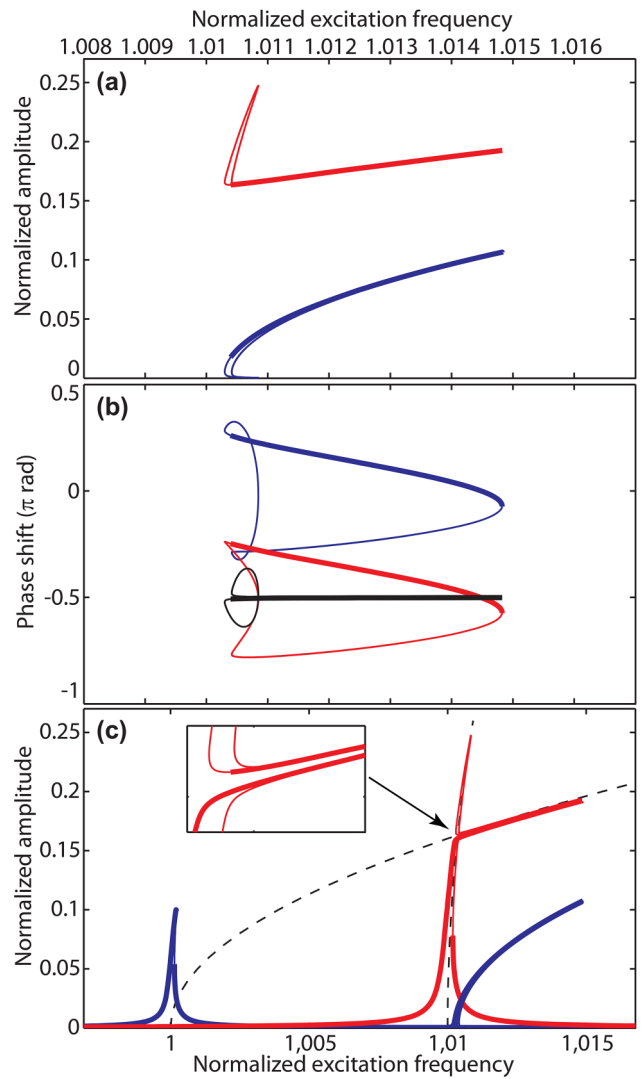 Normalized excitation frequency
1.008 1.009 1.01 1.011 1.012 1.013 1.014 1.015 1.016
(a)
Normalized amplitude
0.25
0.2
0.15
0.1
0.05
0
(b)
Phase shift (π rad)
0.5
0
-0.5
-1
(c)
Normalized amplitude
0.25
0.2
0.15
0.1
0.05
0
1 1,005 1,01 1,015
Normalized excitation frequency